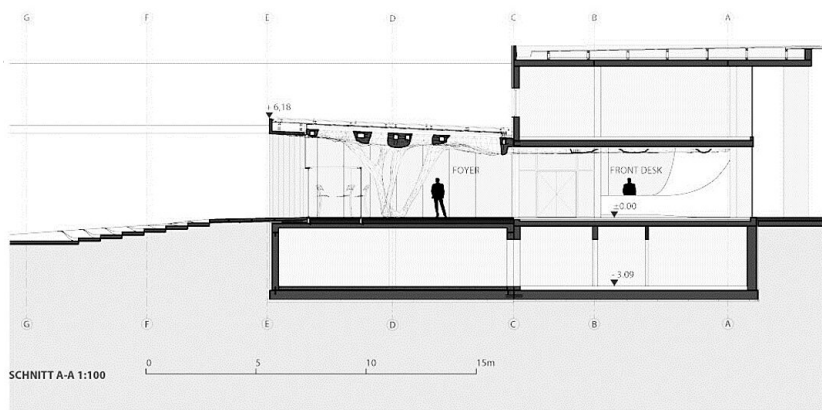 G F E D C B A
+ 6,18
FOYER
FRONT DESK
±0.00
- 3.09
G F E D C B A
SCHNITT A-A 1:100
0 5 10 15m